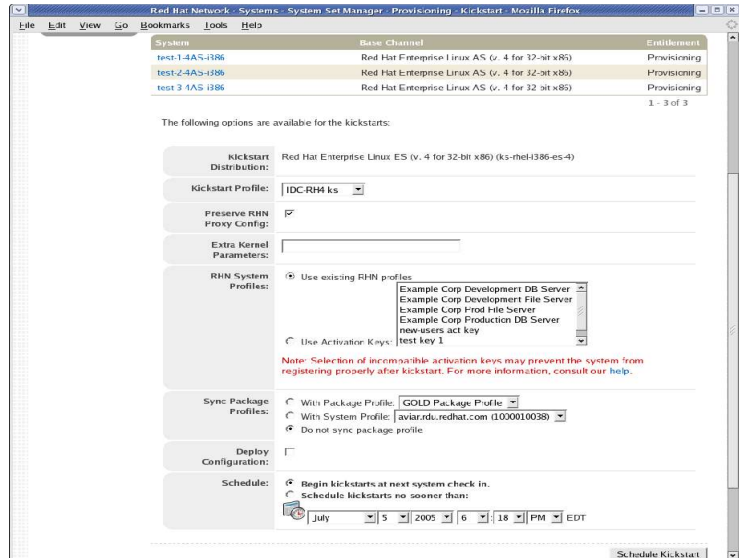 Red Hat Network - Systems - System Set Manager - Provisioning - Kickstart - Mozilla Firefox
File Edit View Go Bookmarks Tools Help
System Base Channel Entitlement
test-1-4AS-i386 Red Hat Enterprise Linux AS (v. 4 for 32-bit x86) Provisioning
test-2-4AS-i386 Red Hat Enterprise Linux AS (v. 4 for 32-bit x86) Provisioning
test-3-4AS-i386 Red Hat Enterprise Linux AS (v. 4 for 32-bit x86) Provisioning
1 - 3 of 3
The following options are available for the kickstarts:
Kickstart Distribution: Red Hat Enterprise Linux ES (v. 4 for 32-bit x86) (ks-rhel-i386-es-4)
Kickstart Profile: IDC-RH4 ks
Preserve RHN Proxy Config:
Extra Kernel Parameters:
RHN System Profiles: Use existing RHN profiles
Example Corp Development DB Server
Example Corp Development File Server
Example Corp Prod File Server
Example Corp Production DB Server
new-users act key
Use Activation Keys: test key 1
Note: Selection of incompatible activation keys may prevent the system from
registering properly after kickstart. For more information, consult our help.
Sync Package Profiles: With Package Profile: GOLD Package Profile
With System Profile: aviar.rdu.redhat.com (1000010038)
Do not sync package profile
Deploy Configuration:
Schedule: Begin kickstarts at next system check in.
Schedule kickstarts no sooner than:
July 5 2005 6 : 18 PM EDT
Schedule Kickstart